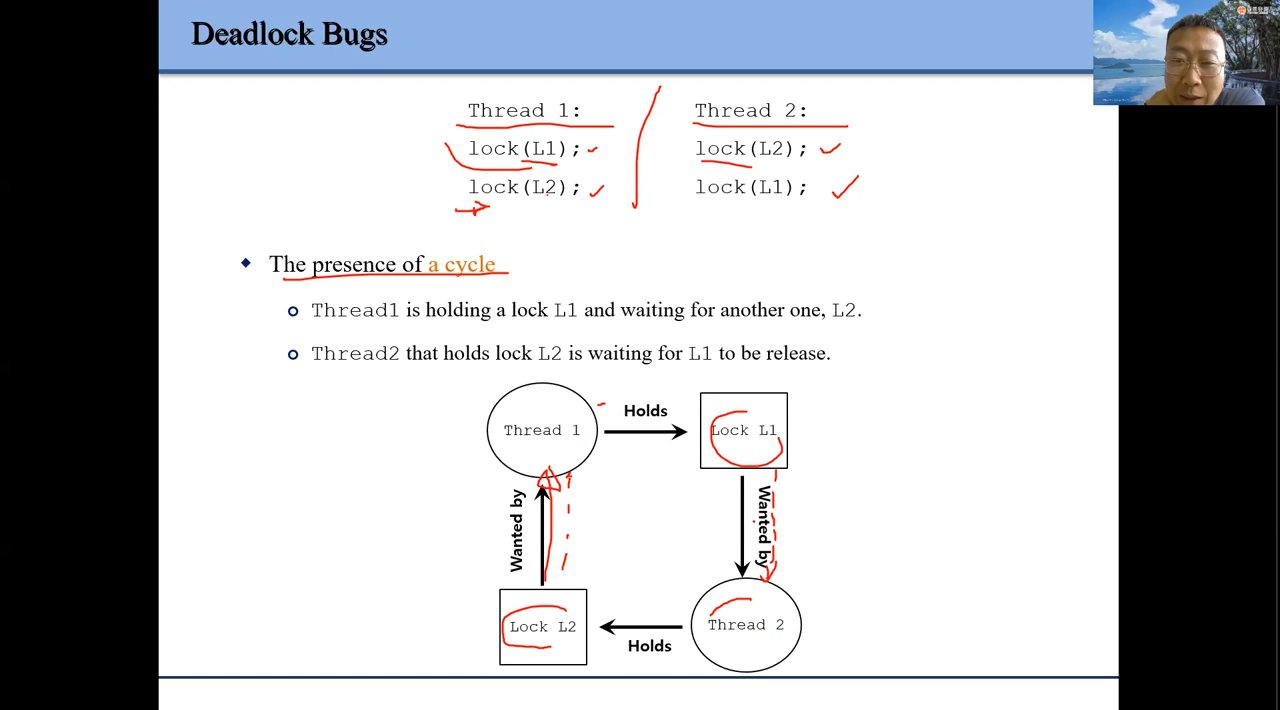 Deadlock Bugs
Thread 1: Thread 2:
lock(L1); lock(L2);
lock(L2); lock(L1);
The presence of a cycle
Thread1 is holding a lock L1 and waiting for another one, L2.
Thread2 that holds lock L2 is waiting for L1 to be release.
Thread 1
Holds
Lock L1
Wanted by
Wanted by
Lock L2
Holds
Thread 2